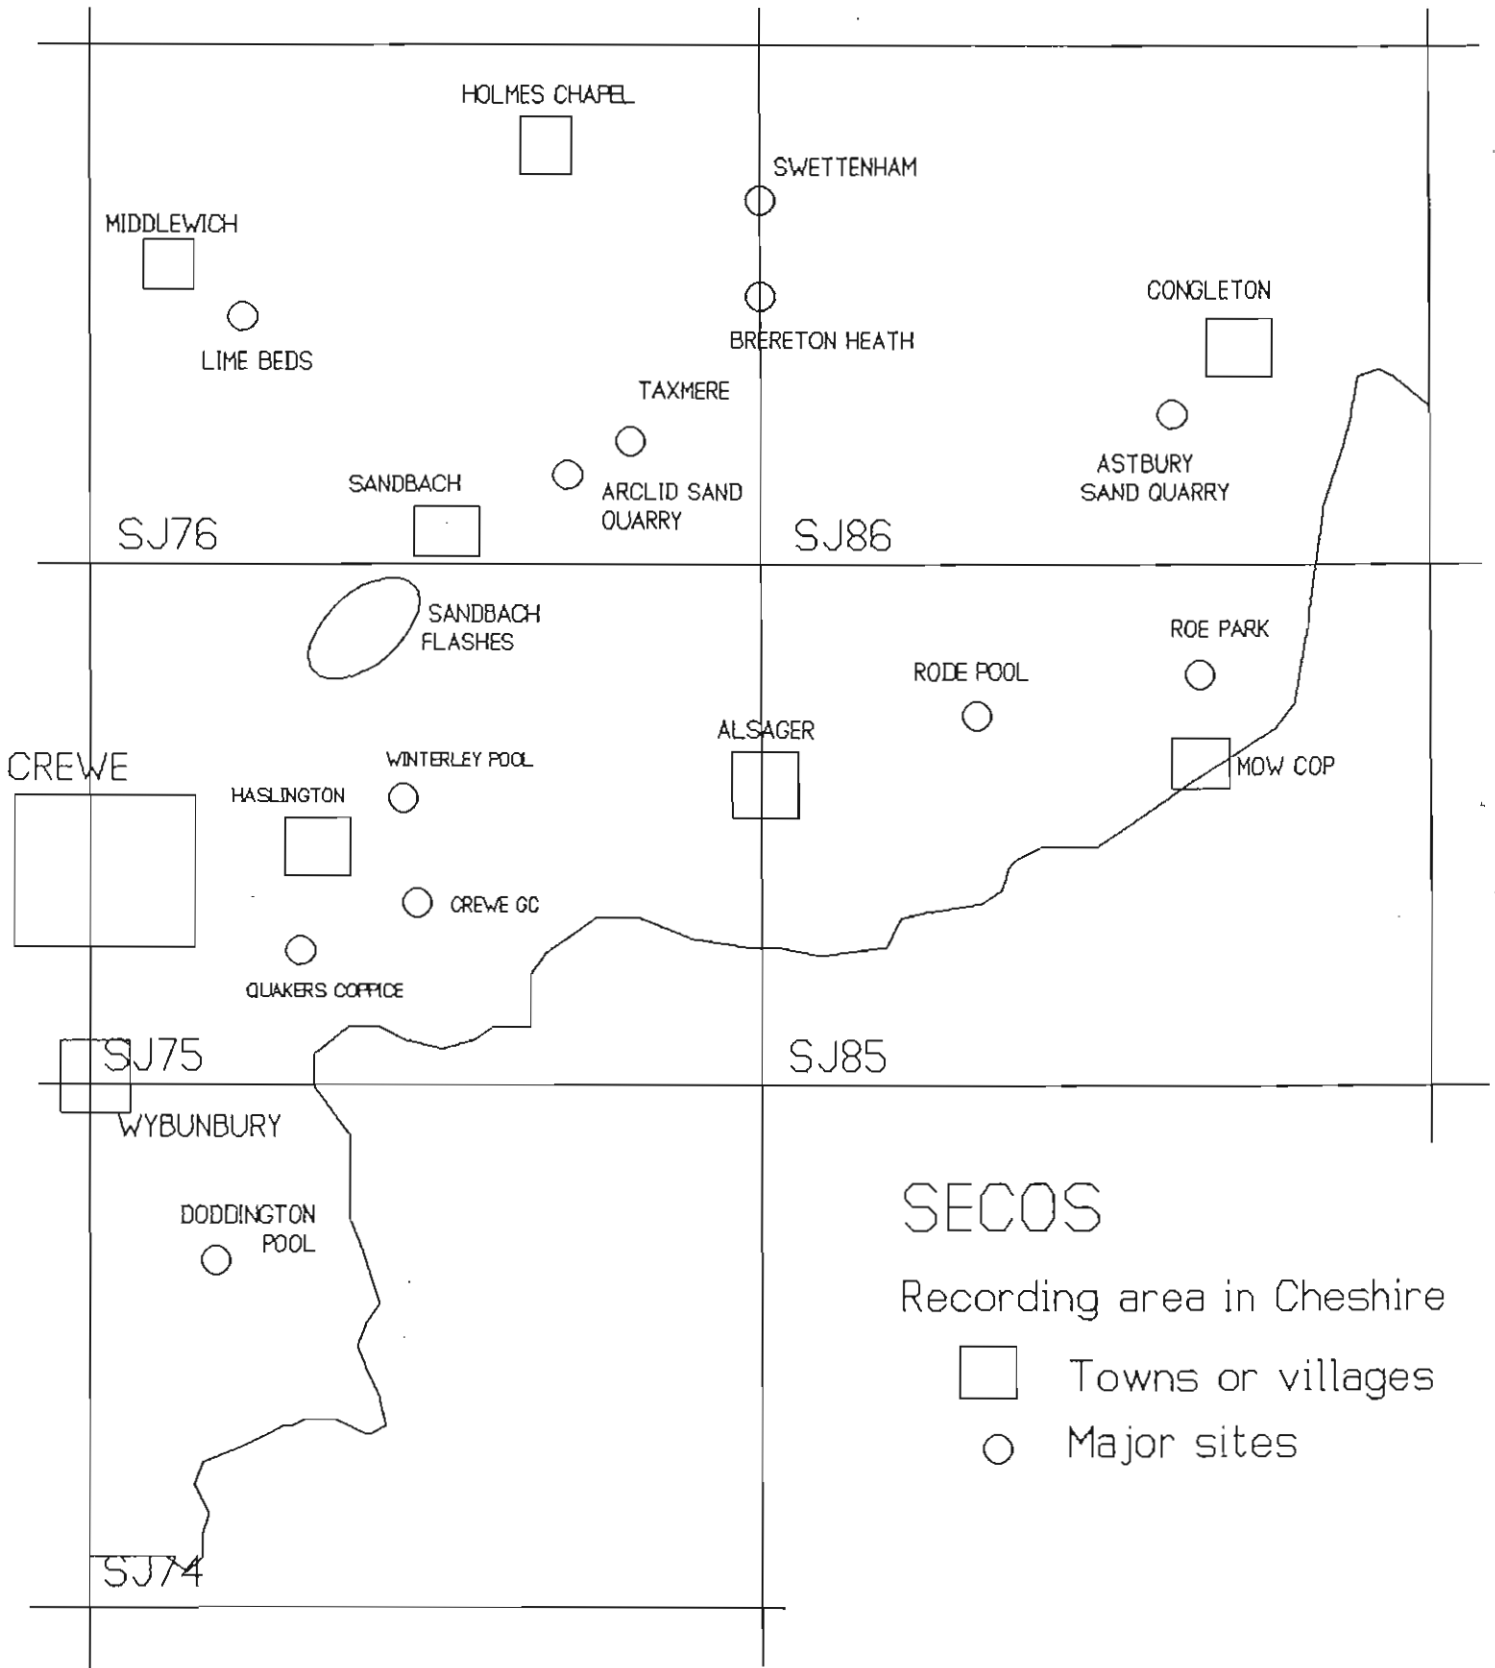 HOLMES CHAPEL
SWETTENHAM
MIDDLEWICH
CONGLETON
BRERETON HEATH
LIME BEDS
TAXMERE
ASTBURY
SAND QUARRY
SANDBACH
ARCLID SAND
QUARRY
SJ76
SJ86
SANDBACH
FLASHES
ROE PARK
RODE POOL
ALSAGER
WINTERLEY POOL
CREWE
MOW COP
HASLINGTON
CREWE GC
QUAKERS COPPICE
SJ75
SJ85
WYBUNBURY
DODDINGTON
POOL
SECOS
Recording area in Cheshire
Towns or villages
Major sites
SJ74